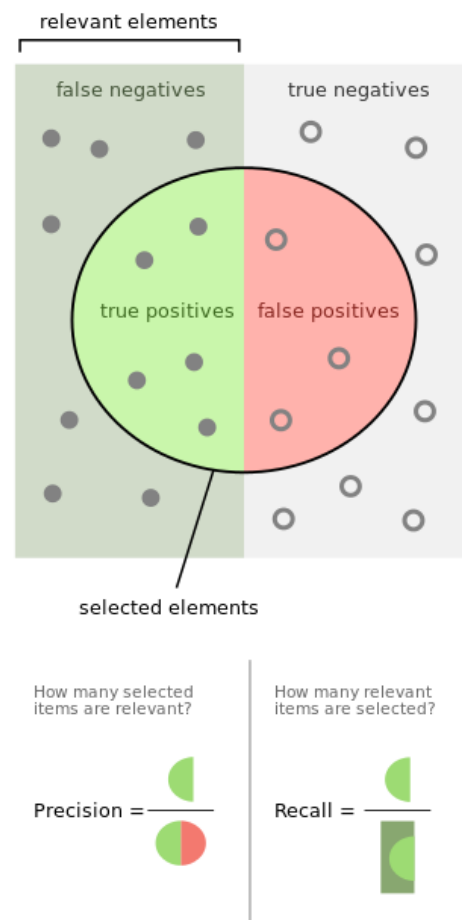 relevant elements
false negatives
true negatives
true positives
false positives
selected elements
How many selected
items are relevant?
How many relevant
items are selected?
Precision =
Recall =